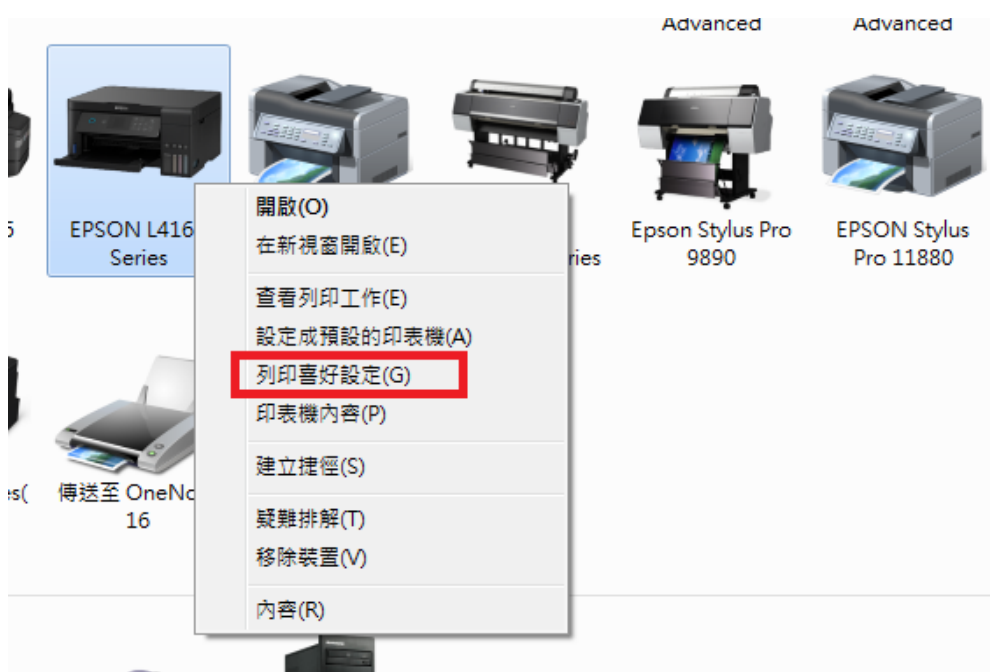 Advanced
Advanced
EPSON L416
Series
ries
Epson Stylus Pro
9890
EPSON Stylus
Pro 11880
開啟(O)
在新視窗開啟(E)
查看列印工作(E)
設定成預設的印表機(A)
列印喜好設定(G)
印表機內容(P)
建立捷徑(S)
疑難排解(T)
移除裝置(V)
內容(R)
es(
傳送至 OneNo
16